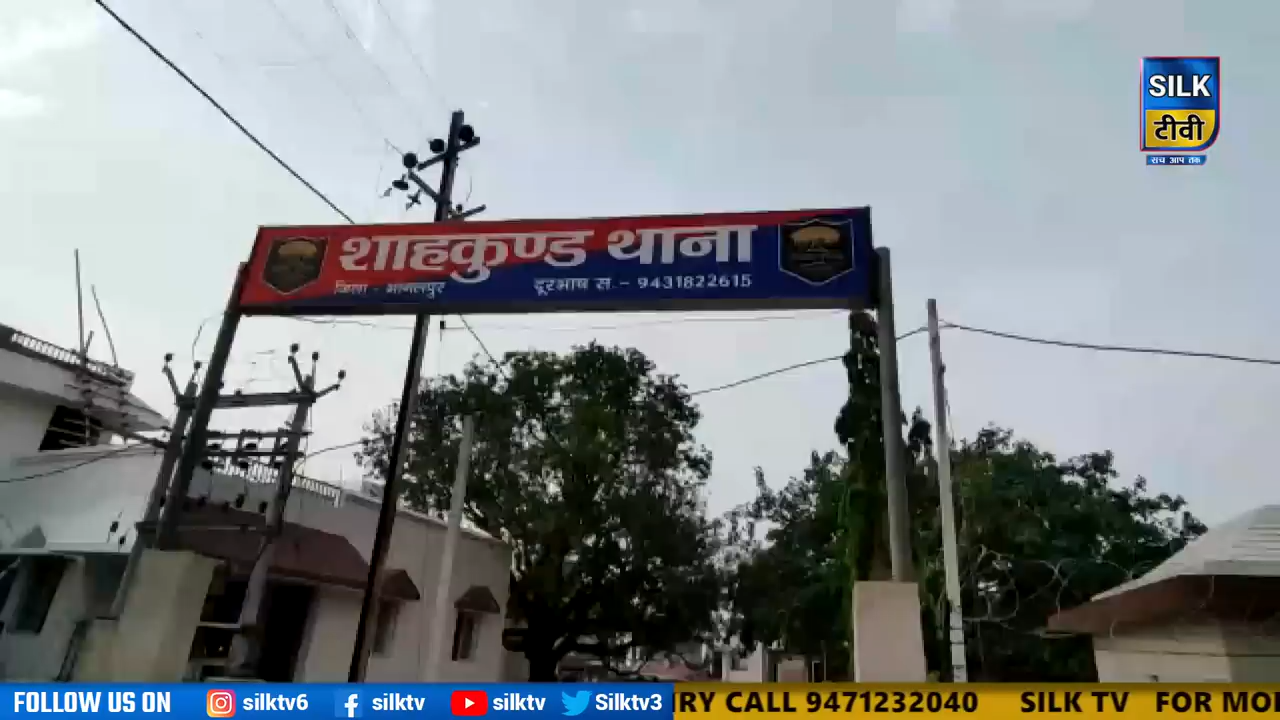 SILK
टीवी
सच आप तक
शाहकुण्ड थाना
जिला - भागलपुर दूरभाष स.- 9431822615
FOLLOW US ON silktv6 silktv silktv Silktv3 RY CALL 9471232040 SILK TV FOR MO